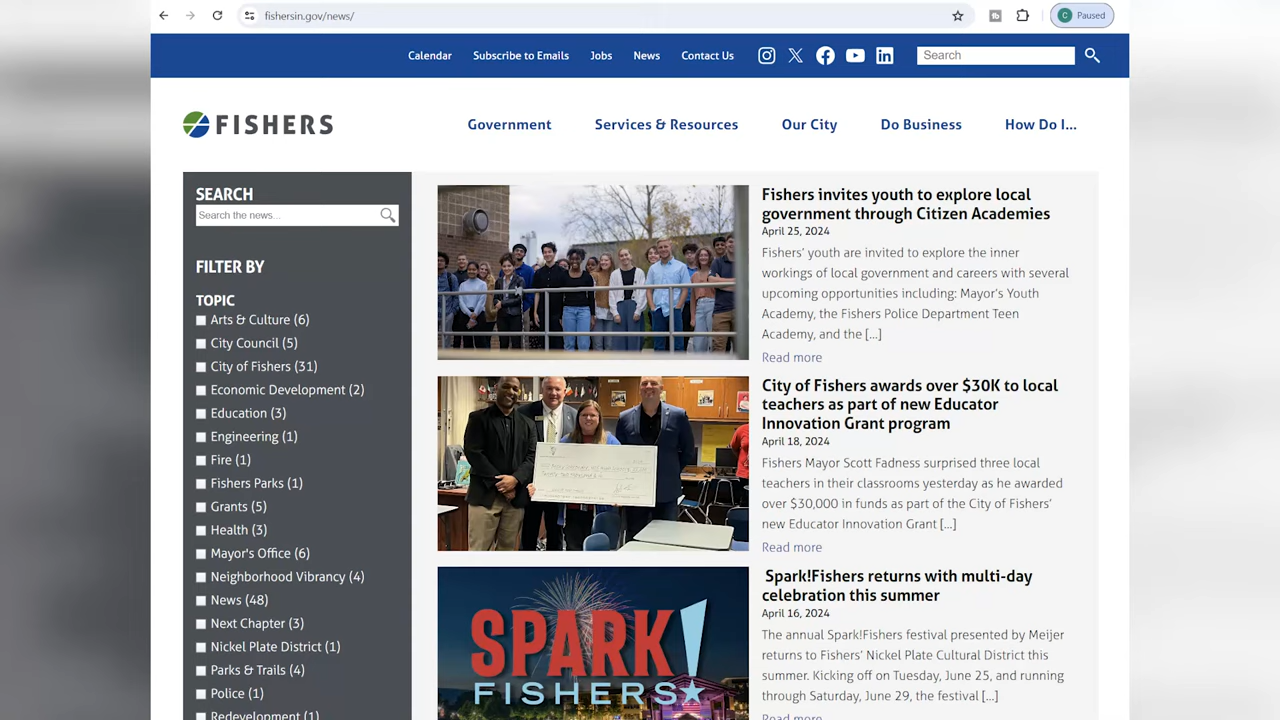 fishersin.gov/news/
C
Paused
Calendar
Subscribe to Emails
Jobs
News
Contact Us
Search
FISHERS
Government
Services & Resources
Our City
Do Business
How Do I...
SEARCH
Search the news...
FILTER BY
TOPIC
Arts & Culture (6)
City Council (5)
City of Fishers (31)
Economic Development (2)
Education (3)
Engineering (1)
Fire (1)
Fishers Parks (1)
Grants (5)
Health (3)
Mayor's Office (6)
Neighborhood Vibrancy (4)
News (48)
Next Chapter (3)
Nickel Plate District (1)
Parks & Trails (4)
Police (1)
Redevelopment (1)
Fishers invites youth to explore local
government through Citizen Academies
April 25, 2024
Fishers’ youth are invited to explore the inner
workings of local government and careers with several
upcoming opportunities including: Mayor’s Youth
Academy, the Fishers Police Department Teen
Academy, and the [...]
Read more
City of Fishers awards over $30K to local
teachers as part of new Educator
Innovation Grant program
April 18, 2024
Fishers Mayor Scott Fadness surprised three local
teachers in their classrooms yesterday as he awarded
over $30,000 in funds as part of the City of Fishers’
new Educator Innovation Grant [...]
Read more
SPARK!
FISHERS
Spark!Fishers returns with multi-day
celebration this summer
April 16, 2024
The annual Spark!Fishers festival presented by Meijer
returns to Fishers’ Nickel Plate Cultural District this
summer. Kicking off on Tuesday, June 25, and running
through Saturday, June 29, the festival [...]
Read more